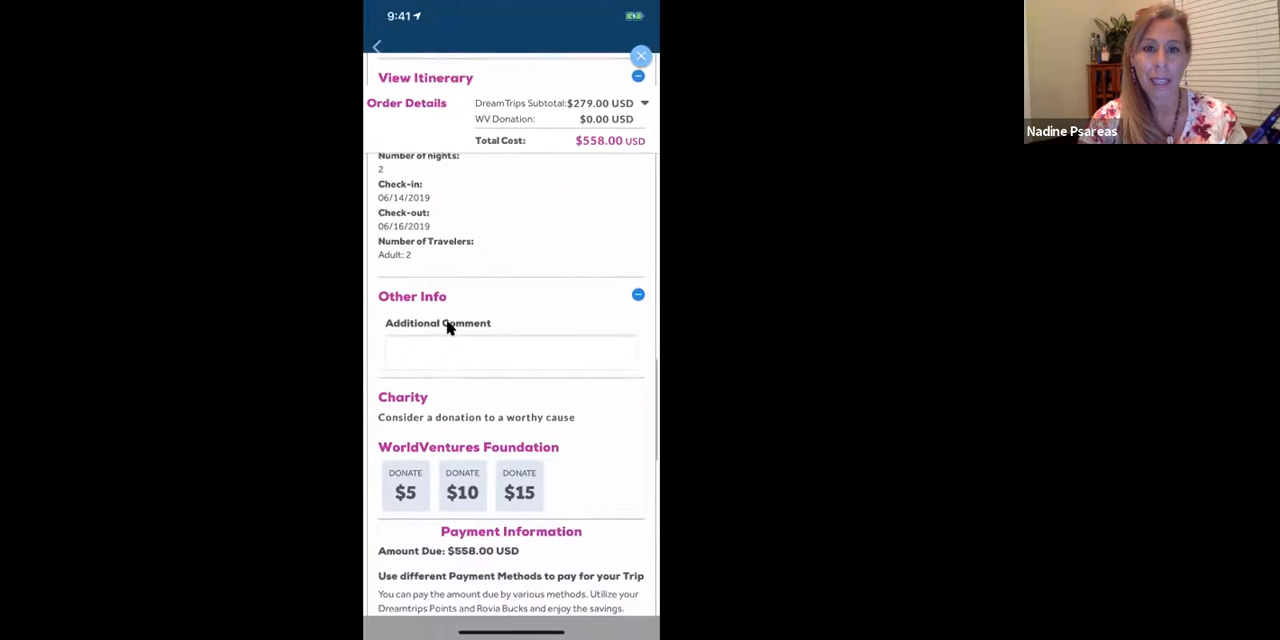 9:41
View Itinerary
Order Details
DreamTrips Subtotal: $279.00 USD
WV Donation: $0.00 USD
Total Cost: $558.00 USD
Number of nights:
2
Check-in:
06/14/2019
Check-out:
06/16/2019
Number of Travelers:
Adult: 2
Other Info
Additional Comment
Charity
Consider a donation to a worthy cause
WorldVentures Foundation
DONATE DONATE DONATE
$5 $10 $15
Payment Information
Amount Due: $558.00 USD
Use different Payment Methods to pay for your Trip
You can pay the amount due by various methods. Utilize your
Dreamtrips Points and Rovia Bucks and enjoy the savings.
Nadine Psareas